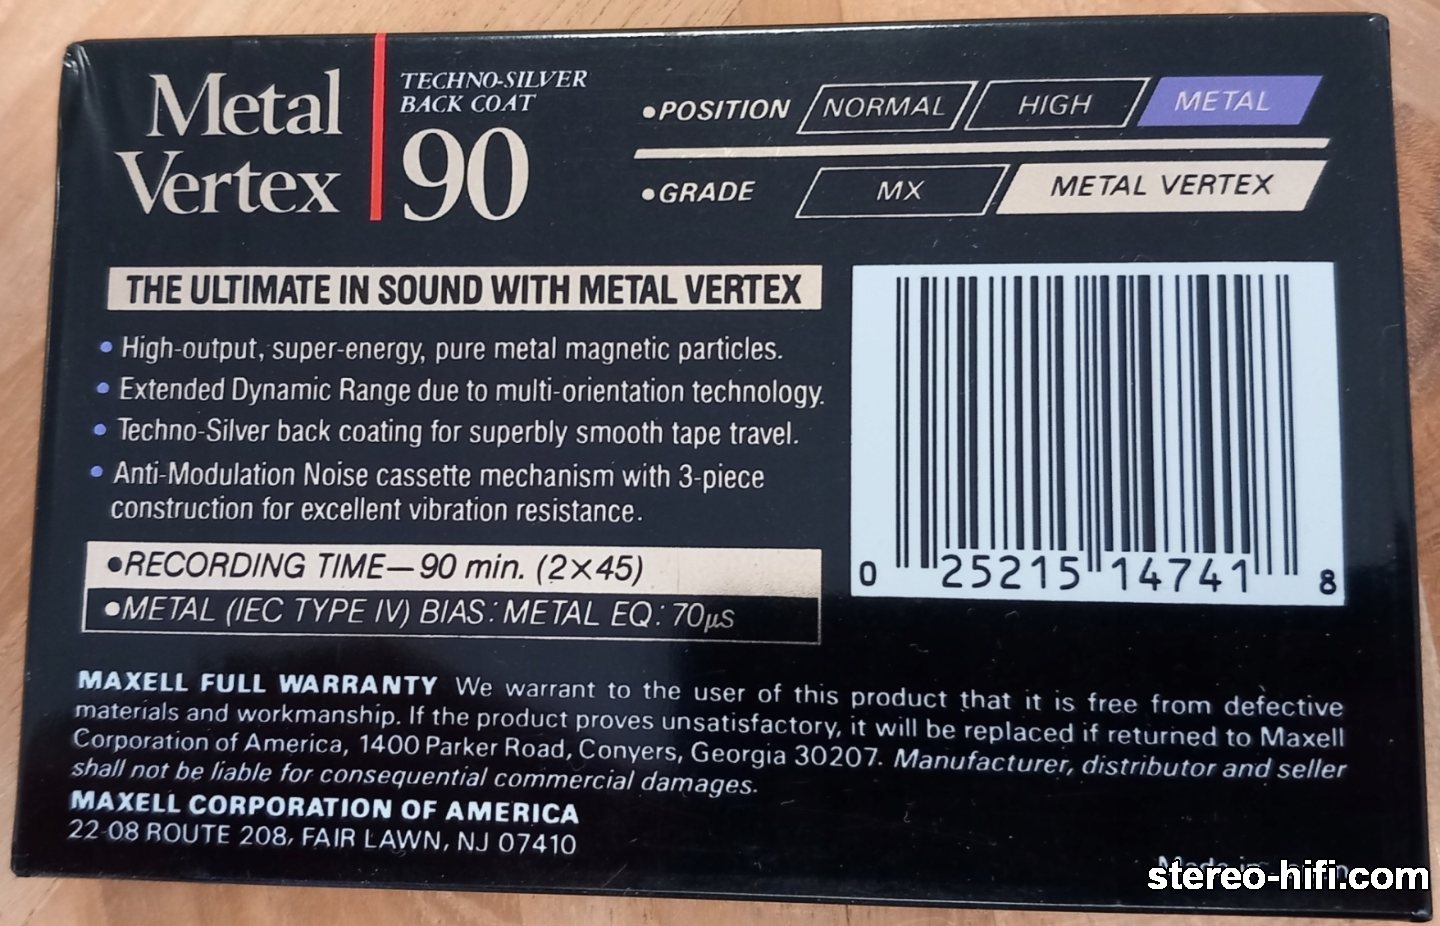 Metal
Vertex
TECHNO-SILVER
BACK COAT
90
•POSITION NORMAL HIGH METAL
•GRADE MX METAL VERTEX
THE ULTIMATE IN SOUND WITH METAL VERTEX
• High-output, super-energy, pure metal magnetic particles.
• Extended Dynamic Range due to multi-orientation technology.
• Techno-Silver back coating for superbly smooth tape travel.
• Anti-Modulation Noise cassette mechanism with 3-piece
construction for excellent vibration resistance.
•RECORDING TIME—90 min. (2×45)
•METAL (IEC TYPE IV) BIAS: METAL EQ: 70μs
0 25215 14741 8
MAXELL FULL WARRANTY We warrant to the user of this product that it is free from defective
materials and workmanship. If the product proves unsatisfactory, it will be replaced if returned to Maxell
Corporation of America, 1400 Parker Road, Conyers, Georgia 30207. Manufacturer, distributor and seller
shall not be liable for consequential commercial damages.
MAXELL CORPORATION OF AMERICA
22-08 ROUTE 208, FAIR LAWN, NJ 07410
Made in
stereo-hifi.com